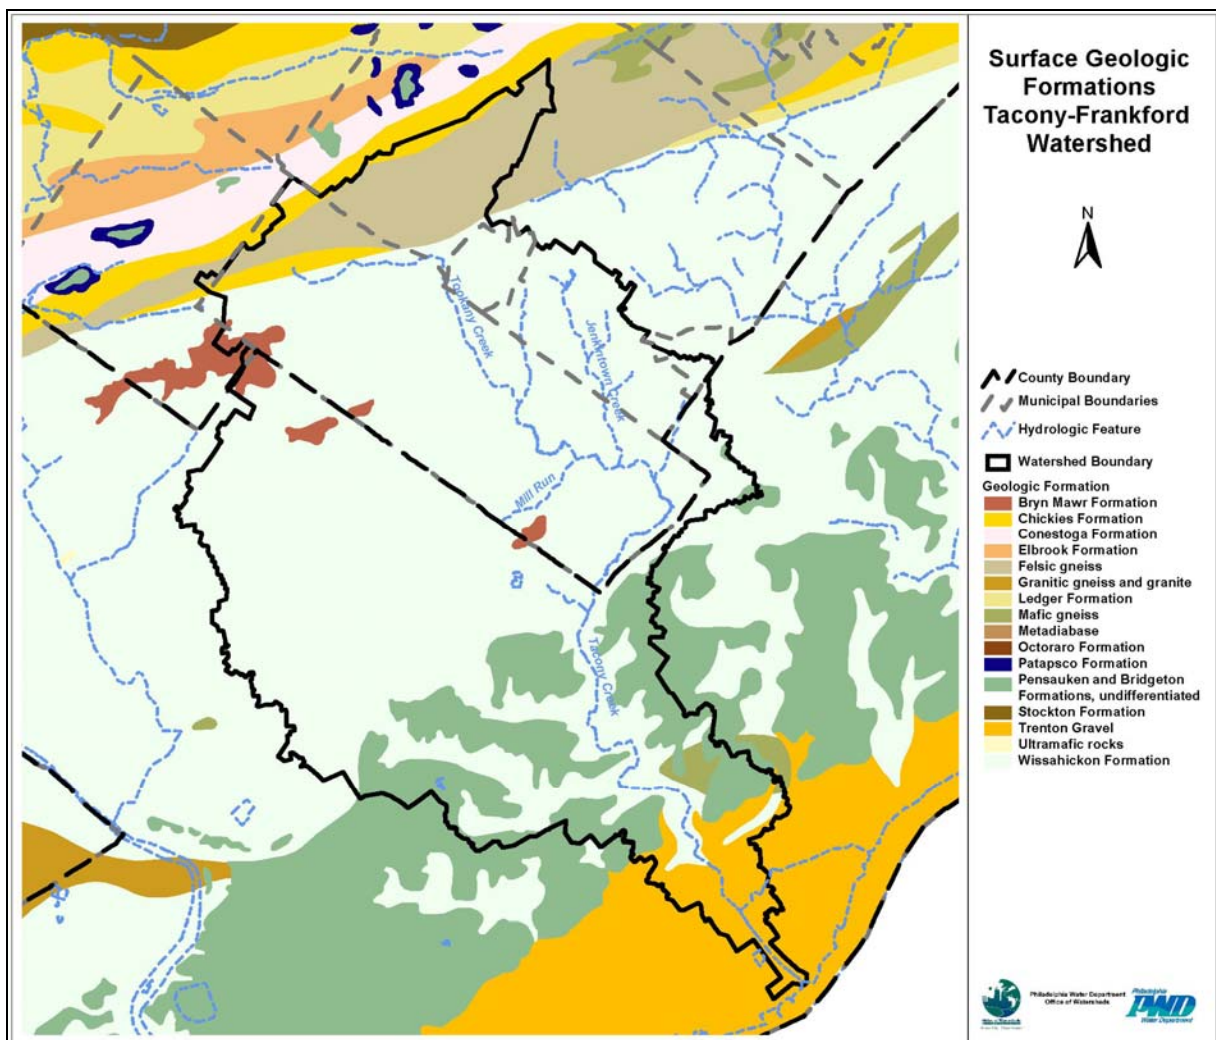 Surface Geologic
Formations
Tacony-Frankford
Watershed
N
County Boundary
Municipal Boundaries
Hydrologic Feature
Watershed Boundary
Geologic Formation
Bryn Mawr Formation
Chickies Formation
Conestoga Formation
Elbrook Formation
Felsic gneiss
Granitic gneiss and granite
Ledger Formation
Mafic gneiss
Metadiabase
Octoraro Formation
Patapsco Formation
Pensauken and Bridgeton
Formations, undifferentiated
Stockton Formation
Trenton Gravel
Ultramafic rocks
Wissahickon Formation
Tookany Creek
Jenkintown Creek
Mill Run
Tacony Creek
Philadelphia Water Department
Office of Watersheds
Philadelphia
PWD
Water Department